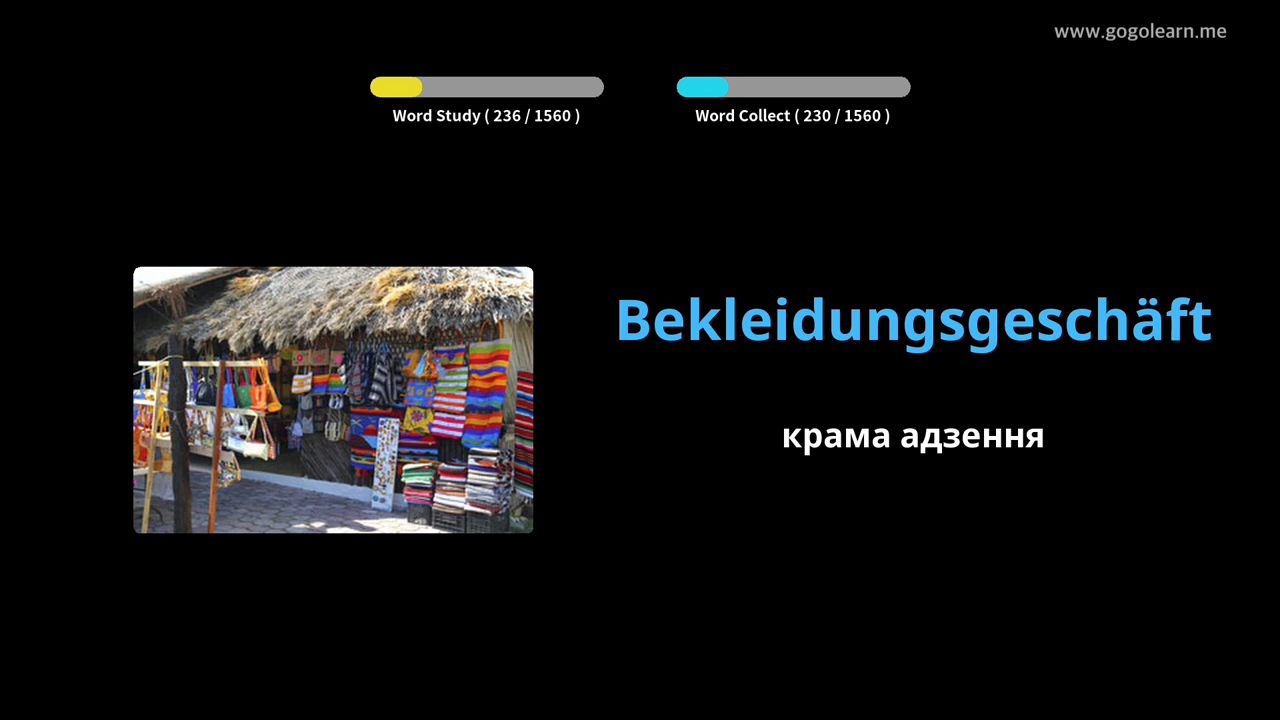 www.gogolearn.me
Word Study ( 236 / 1560 )
Word Collect ( 230 / 1560 )
Bekleidungsgeschäft
крама адзення